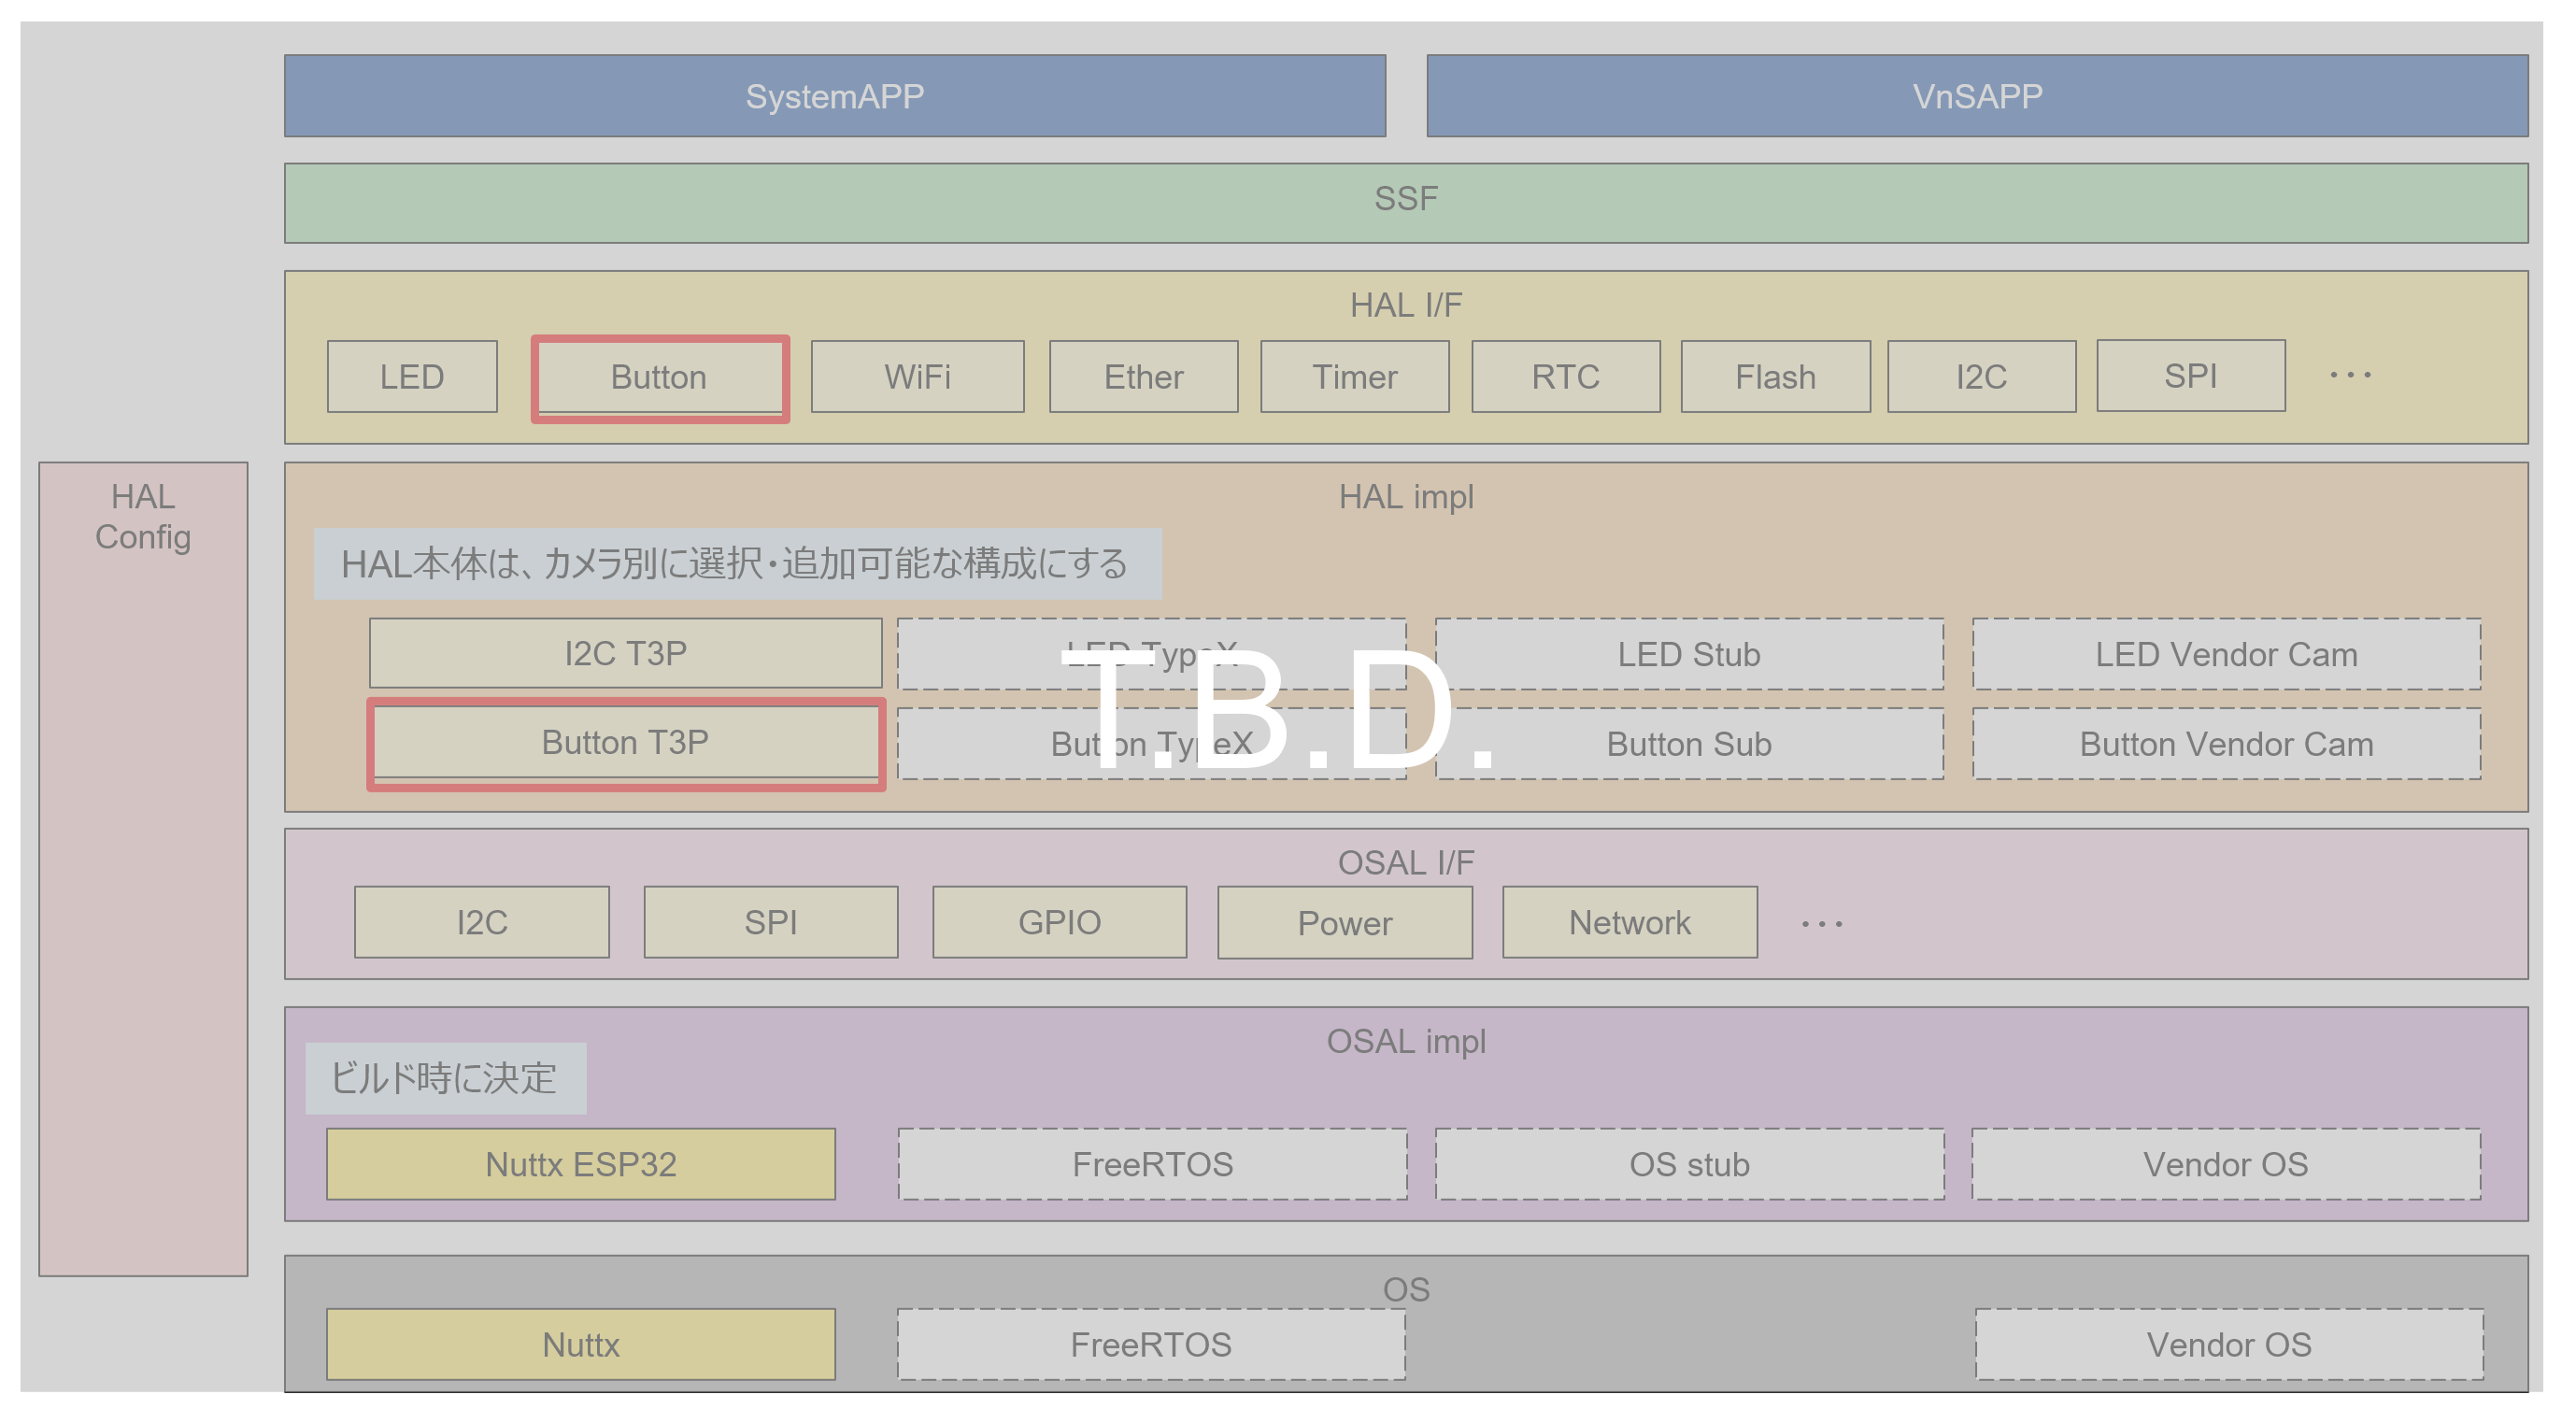 SystemAPP
VnSAPP
SSF
HAL I/F
LED
Button
WiFi
Ether
Timer
RTC
Flash
I2C
SPI
・・・
HAL
Config
HAL impl
HAL本体は、カメラ別に選択・追加可能な構成にする
I2C T3P
LED TypeX
LED Stub
LED Vendor Cam
Button T3P
Button TypeX
Button Sub
Button Vendor Cam
T.B.D.
OSAL I/F
I2C
SPI
GPIO
Power
Network
・・・
OSAL impl
ビルド時に決定
Nuttx ESP32
FreeRTOS
OS stub
Vendor OS
OS
Nuttx
FreeRTOS
Vendor OS